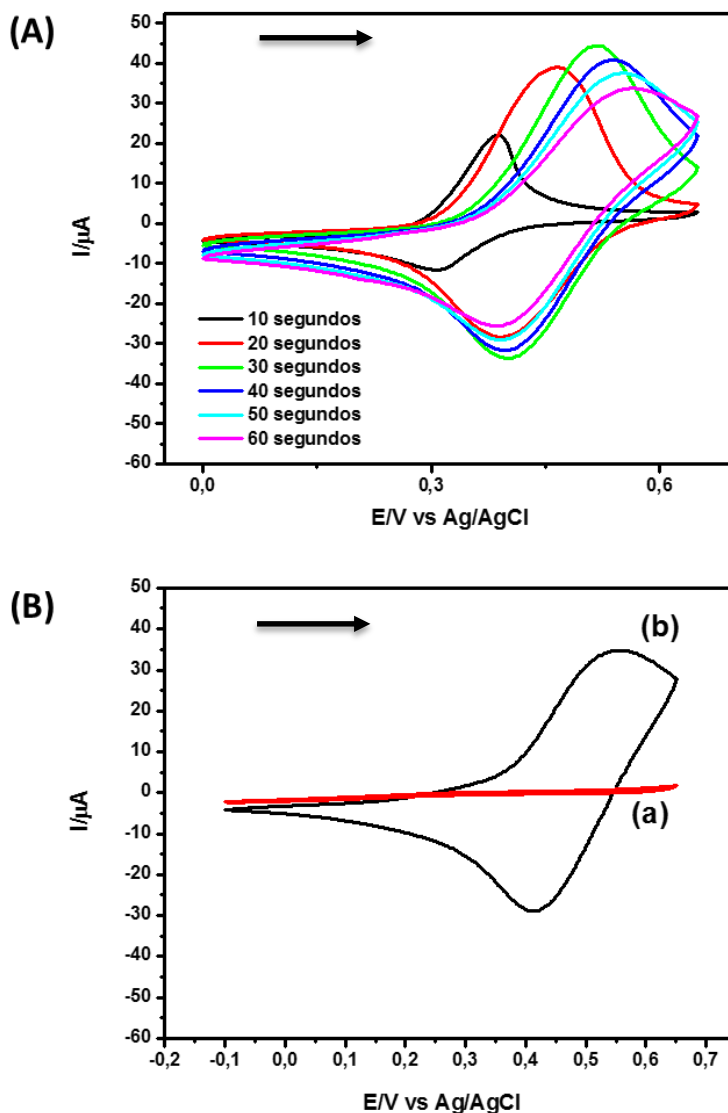 (A)
50
40
30
20
10
0
-10
-20
-30
-40
-50
-60
I/µA
10 segundos
20 segundos
30 segundos
40 segundos
50 segundos
60 segundos
0,0 0,3 0,6
E/V vs Ag/AgCl
(B)
50
40
30
20
10
0
-10
-20
-30
-40
-50
-60
I/µA
(b)
(a)
-0,2 -0,1 0,0 0,1 0,2 0,3 0,4 0,5 0,6 0,7
E/V vs Ag/AgCl